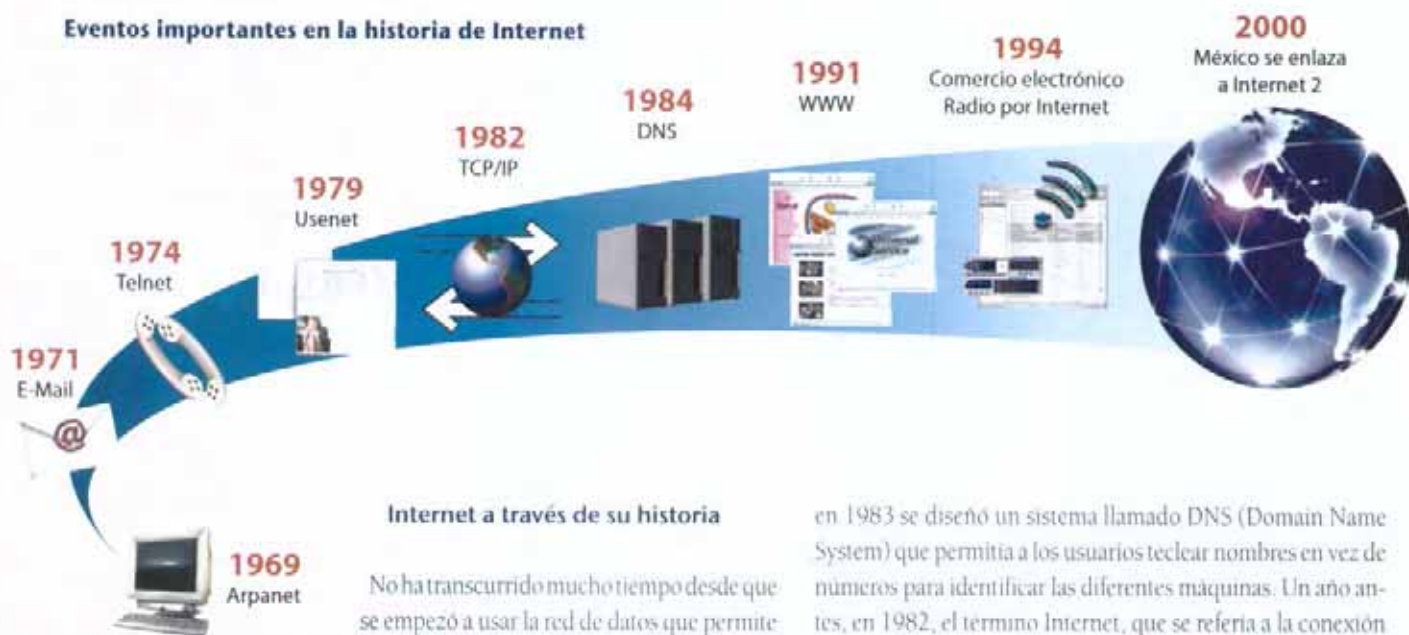 Eventos importantes en la historia de Internet
1969
Arpanet
1971
E-Mail
@
1974
Telnet
1979
Usenet
1982
TCP/IP
1984
DNS
1991
WWW
1994
Comercio electrónico
Radio por Internet
2000
México se enlaza
a Internet 2
Internet a través de su historia
No ha transcurrido mucho tiempo desde que
se empezó a usar la red de datos que permite
en 1983 se diseñó un sistema llamado DNS (Domain Name
System) que permitía a los usuarios teclear nombres en vez de
números para identificar las diferentes máquinas. Un año an-
tes, en 1982, el término Internet, que se refería a la conexión